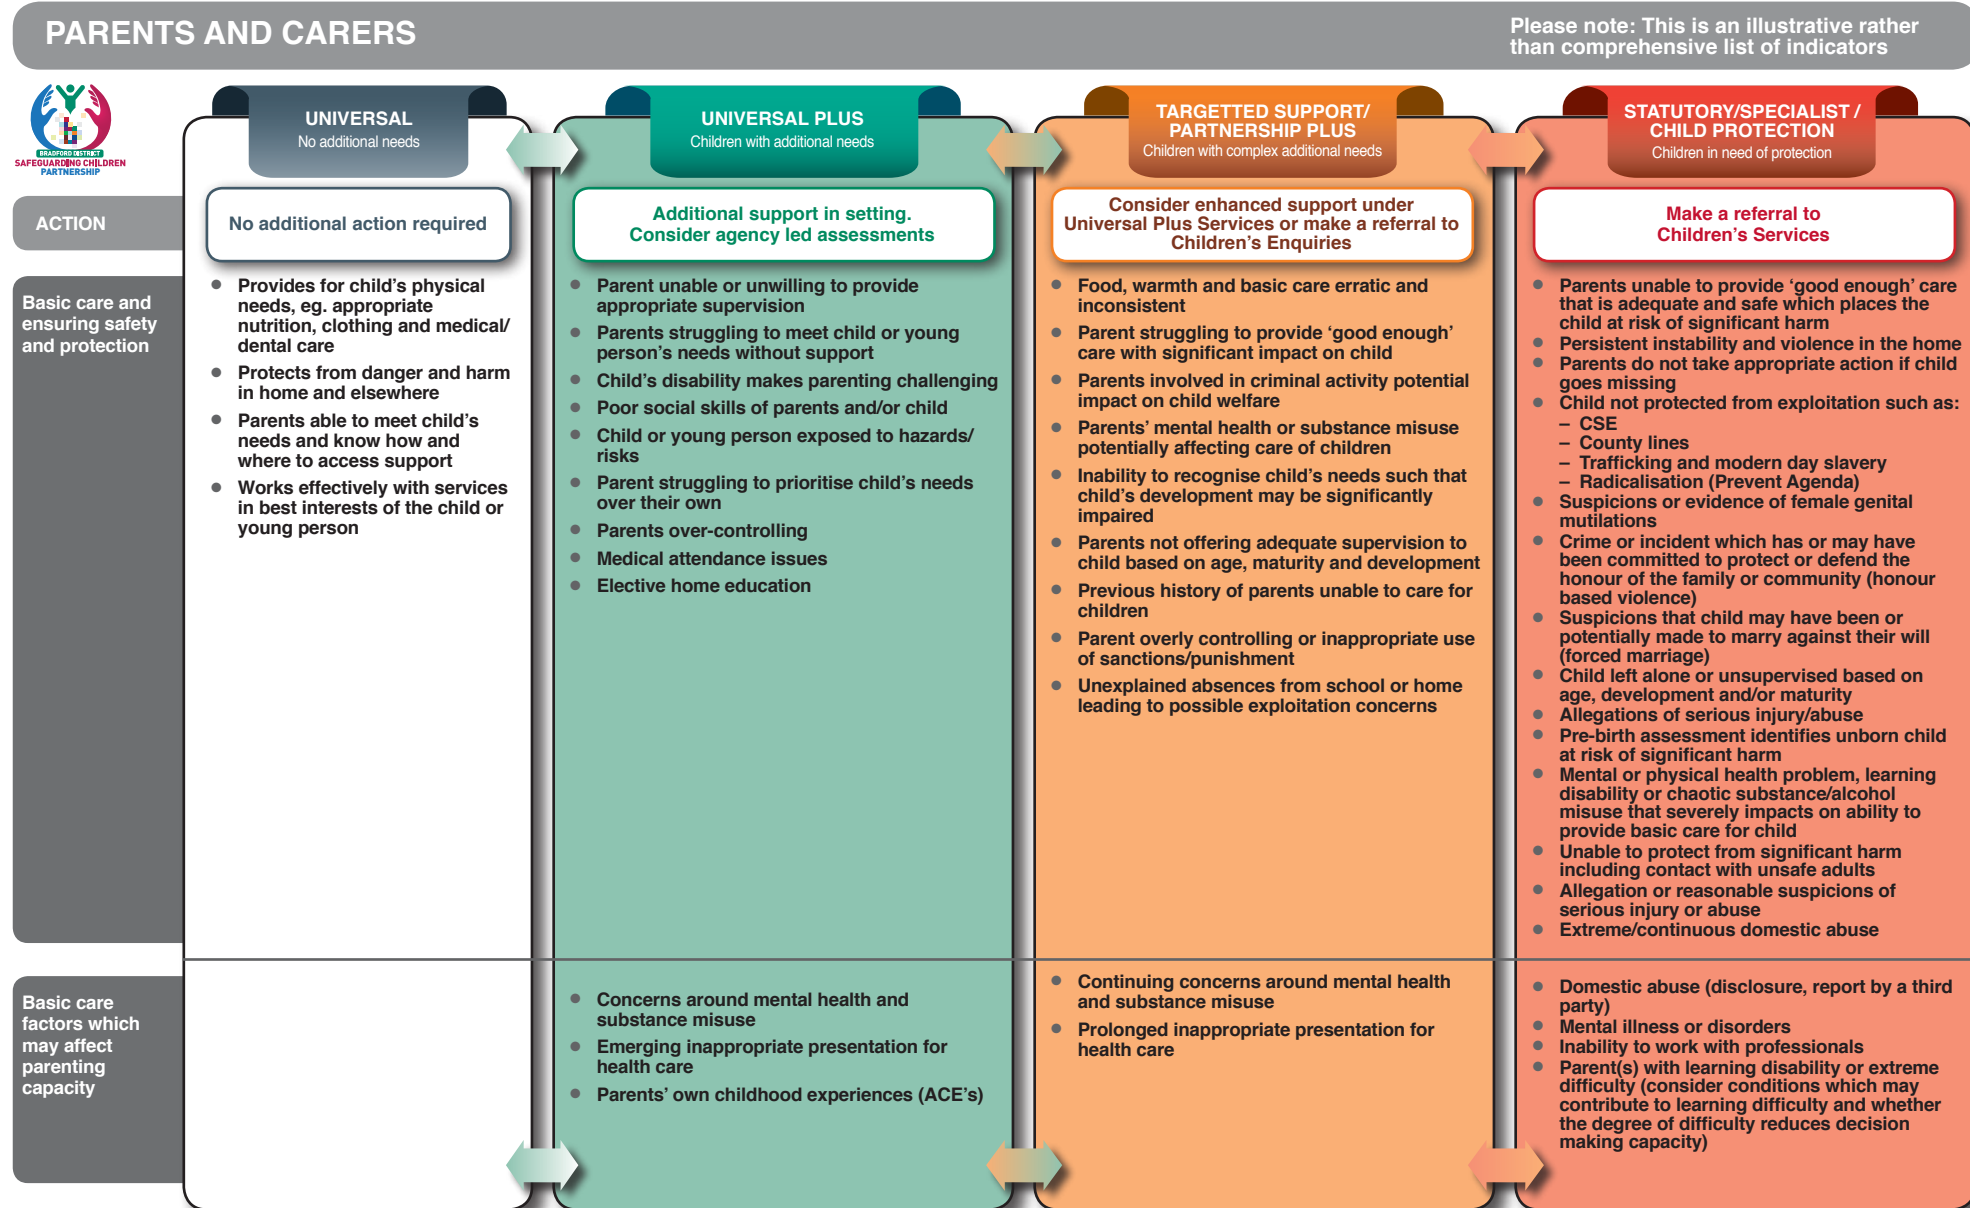 PARENTS AND CARERS
Please note: This is an illustrative rather
than comprehensive list of indicators
BRADFORD DISTRICT
SAFEGUARDING CHILDREN
PARTNERSHIP
UNIVERSAL
No additional needs
UNIVERSAL PLUS
Children with additional needs
TARGETTED SUPPORT/
PARTNERSHIP PLUS
Children with complex additional needs
STATUTORY/SPECIALIST /
CHILD PROTECTION
Children in need of protection
ACTION
No additional action required
Additional support in setting.
Consider agency led assessments
Consider enhanced support under
Universal Plus Services or make a referral to
Children's Enquiries
Make a referral to
Children's Services
Basic care and
ensuring safety
and protection
• Provides for child's physical
needs, eg. appropriate
nutrition, clothing and medical/
dental care
• Protects from danger and harm
in home and elsewhere
• Parents able to meet child's
needs and know how and
where to access support
• Works effectively with services
in best interests of the child or
young person
• Parent unable or unwilling to provide
appropriate supervision
• Parents struggling to meet child or young
person's needs without support
• Child's disability makes parenting challenging
• Poor social skills of parents and/or child
• Child or young person exposed to hazards/
risks
• Parent struggling to prioritise child's needs
over their own
• Parents over-controlling
• Medical attendance issues
• Elective home education
• Food, warmth and basic care erratic and
inconsistent
• Parent struggling to provide 'good enough'
care with significant impact on child
• Parents involved in criminal activity potential
impact on child welfare
• Parents' mental health or substance misuse
potentially affecting care of children
• Inability to recognise child's needs such that
child's development may be significantly
impaired
• Parents not offering adequate supervision to
child based on age, maturity and development
• Previous history of parents unable to care for
children
• Parent overly controlling or inappropriate use
of sanctions/punishment
• Unexplained absences from school or home
leading to possible exploitation concerns
• Parents unable to provide 'good enough' care
that is adequate and safe which places the
child at risk of significant harm
• Persistent instability and violence in the home
• Parents do not take appropriate action if child
goes missing
• Child not protected from exploitation such as:
– CSE
– County lines
– Trafficking and modern day slavery
– Radicalisation (Prevent Agenda)
• Suspicions or evidence of female genital
mutilations
• Crime or incident which has or may have
been committed to protect or defend the
honour of the family or community (honour
based violence)
• Suspicions that child may have been or
potentially made to marry against their will
(forced marriage)
• Child left alone or unsupervised based on
age, development and/or maturity
• Allegations of serious injury/abuse
• Pre-birth assessment identifies unborn child
at risk of significant harm
• Mental or physical health problem, learning
disability or chaotic substance/alcohol
misuse that severely impacts on ability to
provide basic care for child
• Unable to protect from significant harm
including contact with unsafe adults
• Allegation or reasonable suspicions of
serious injury or abuse
• Extreme/continuous domestic abuse
Basic care
factors which
may affect
parenting
capacity
• Concerns around mental health and
substance misuse
• Emerging inappropriate presentation for
health care
• Parents' own childhood experiences (ACE's)
• Continuing concerns around mental health
and substance misuse
• Prolonged inappropriate presentation for
health care
• Domestic abuse (disclosure, report by a third
party)
• Mental illness or disorders
• Inability to work with professionals
• Parent(s) with learning disability or extreme
difficulty (consider conditions which may
contribute to learning difficulty and whether
the degree of difficulty reduces decision
making capacity)